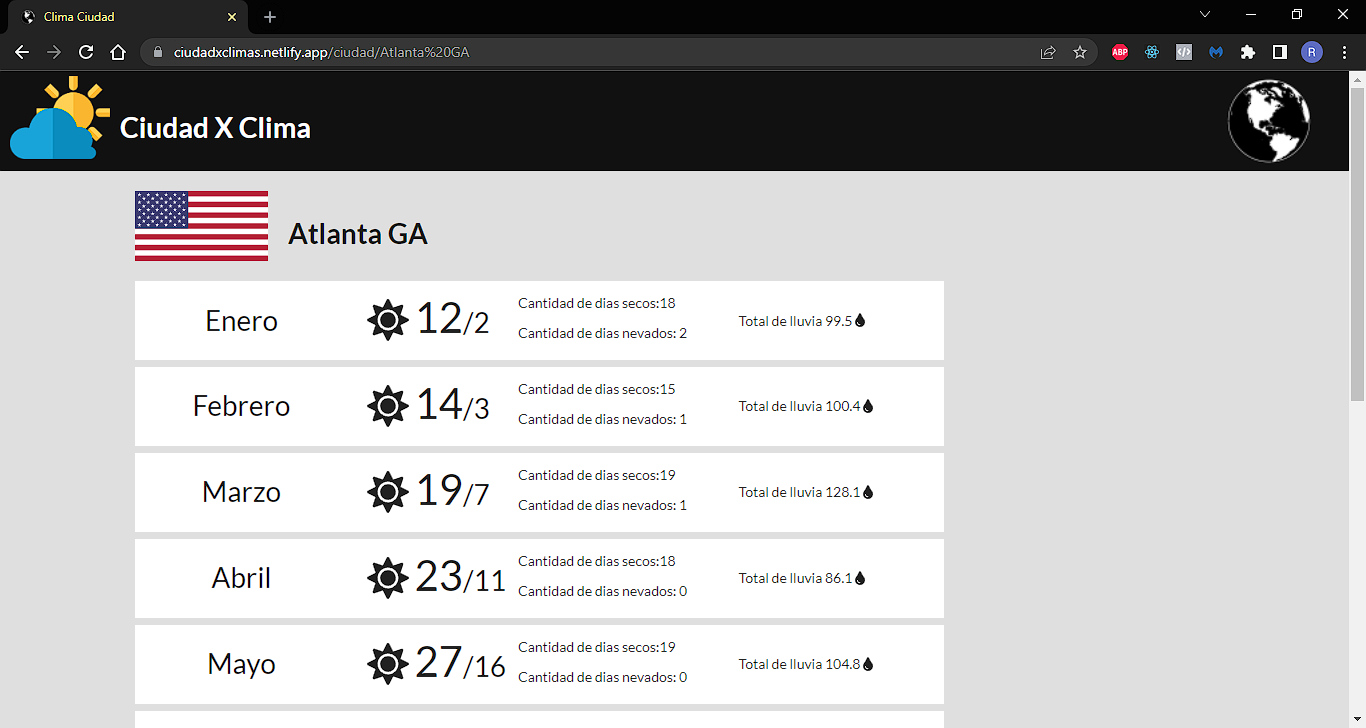 Clima Ciudad
ciudadxclimas.netlify.app/ciudad/Atlanta%20GA
ABP
R
Ciudad X Clima
Atlanta GA
Enero
12/2
Cantidad de dias secos:18
Cantidad de dias nevados: 2
Total de lluvia 99.5
Febrero
14/3
Cantidad de dias secos:15
Cantidad de dias nevados: 1
Total de lluvia 100.4
Marzo
19/7
Cantidad de dias secos:19
Cantidad de dias nevados: 1
Total de lluvia 128.1
Abril
23/11
Cantidad de dias secos:18
Cantidad de dias nevados: 0
Total de lluvia 86.1
Mayo
27/16
Cantidad de dias secos:19
Cantidad de dias nevados: 0
Total de lluvia 104.8